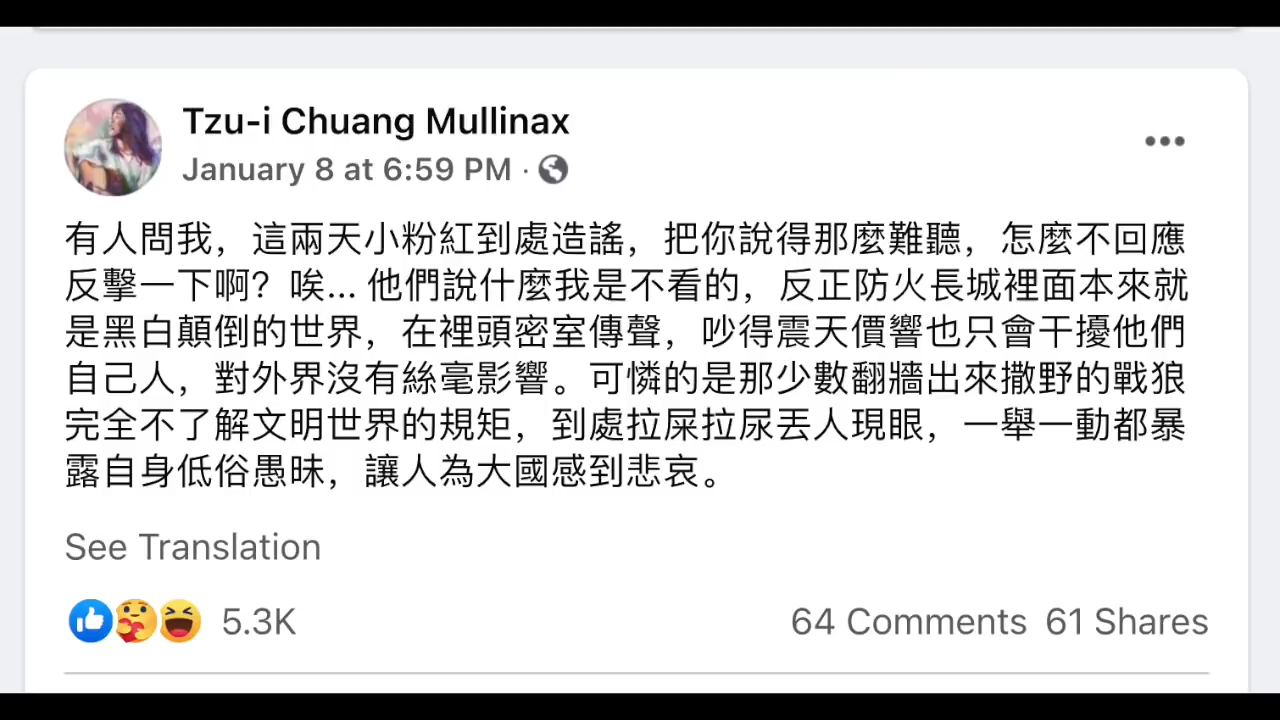 Tzu-i Chuang Mullinax
January 8 at 6:59 PM ·
有人問我，這兩天小粉紅到處造謠，把你說得那麼難聽，怎麼不回應
反擊一下啊？唉... 他們說什麼我是不看的，反正防火長城裡面本來就
是黑白顛倒的世界，在裡頭密室傳聲，吵得震天價響也只會干擾他們
自己人，對外界沒有絲毫影響。可憐的是那少數翻牆出來撒野的戰狼
完全不了解文明世界的規矩，到處拉屎拉尿丟人現眼，一舉一動都暴
露自身低俗愚昧，讓人為大國感到悲哀。
See Translation
5.3K 64 Comments 61 Shares